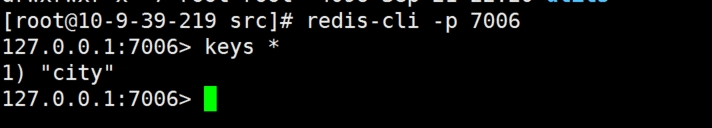 [root@10-9-39-219 src]# redis-cli -p 7006
127.0.0.1:7006> keys *
1) "city"
127.0.0.1:7006>